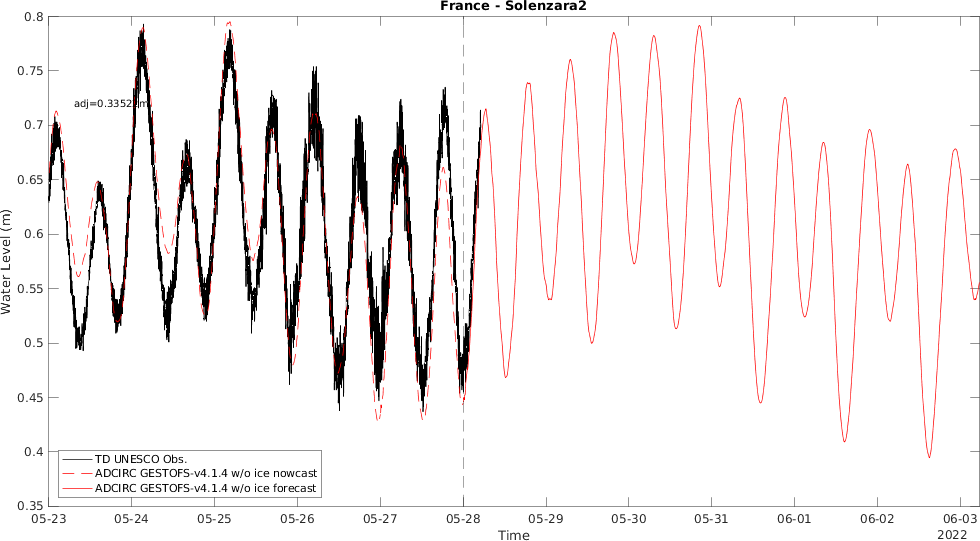 France - Solenzara2
0.8
0.75
0.7
0.65
0.6
0.55
0.5
0.45
0.4
0.35
Water Level (m)
adj=0.33521m
TD UNESCO Obs.
ADCIRC GESTOFS-v4.1.4 w/o ice nowcast
ADCIRC GESTOFS-v4.1.4 w/o ice forecast
05-23 05-24 05-25 05-26 05-27 05-28 05-29 05-30 05-31 06-01 06-02 06-03
Time
2022